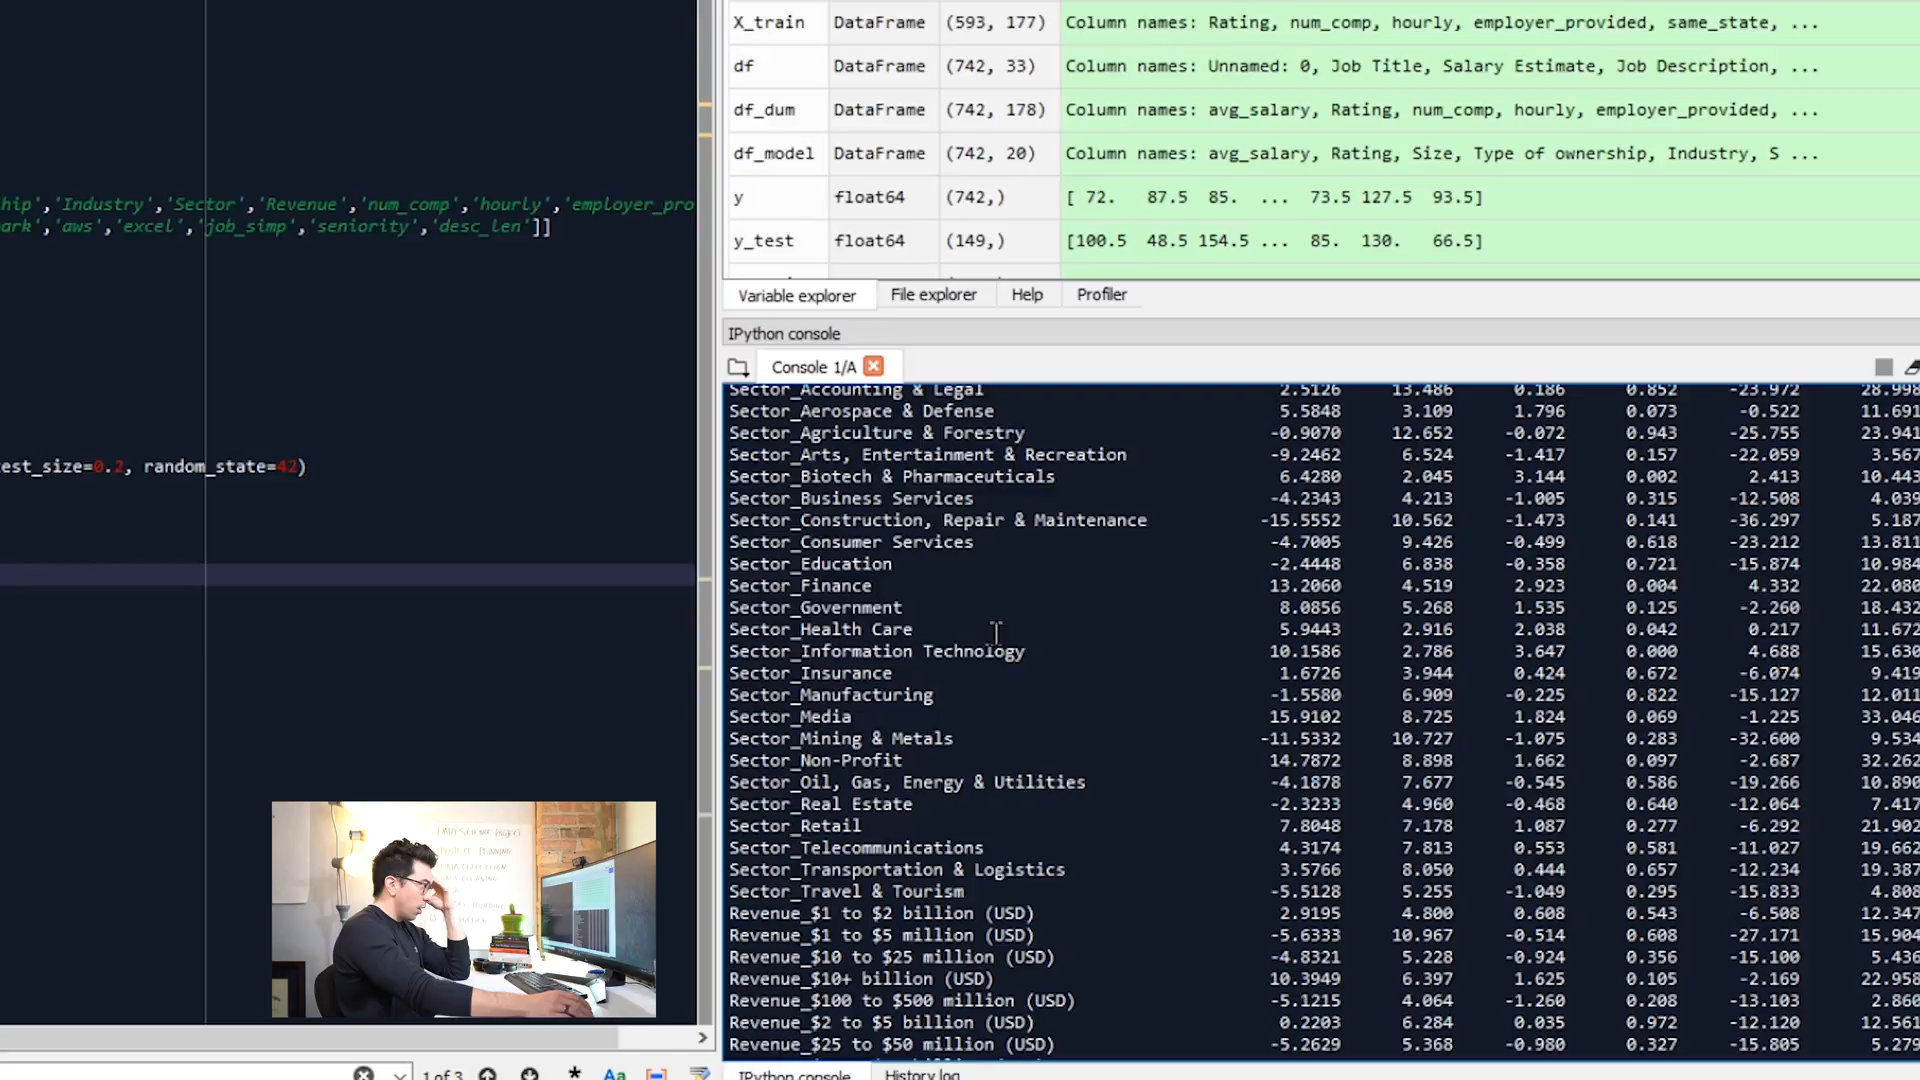 hip','Industry','Sector','Revenue','num_comp','hourly','employer_pro
ark','aws','excel','job_simp','seniority','desc_len']]
est_size=0.2, random_state=42)
1 of 3
Aa
X_train DataFrame (593, 177) Column names: Rating, num_comp, hourly, employer_provided, same_state, ...
df DataFrame (742, 33) Column names: Unnamed: 0, Job Title, Salary Estimate, Job Description, ...
df_dum DataFrame (742, 178) Column names: avg_salary, Rating, num_comp, hourly, employer_provided, ...
df_model DataFrame (742, 20) Column names: avg_salary, Rating, Size, Type of ownership, Industry, S ...
y float64 (742,) [ 72. 87.5 85. ... 73.5 127.5 93.5]
y_test float64 (149,) [100.5 48.5 154.5 ... 85. 130. 66.5]
Variable explorer File explorer Help Profiler
IPython console
Console 1/A
Sector_Accounting & Legal 2.5126 13.486 0.186 0.852 -23.972 28.998
Sector_Aerospace & Defense 5.5848 3.109 1.796 0.073 -0.522 11.691
Sector_Agriculture & Forestry -0.9070 12.652 -0.072 0.943 -25.755 23.941
Sector_Arts, Entertainment & Recreation -9.2462 6.524 -1.417 0.157 -22.059 3.567
Sector_Biotech & Pharmaceuticals 6.4280 2.045 3.144 0.002 2.413 10.443
Sector_Business Services -4.2343 4.213 -1.005 0.315 -12.508 4.039
Sector_Construction, Repair & Maintenance -15.5552 10.562 -1.473 0.141 -36.297 5.187
Sector_Consumer Services -4.7005 9.426 -0.499 0.618 -23.212 13.811
Sector_Education -2.4448 6.838 -0.358 0.721 -15.874 10.984
Sector_Finance 13.2060 4.519 2.923 0.004 4.332 22.080
Sector_Government 8.0856 5.268 1.535 0.125 -2.260 18.432
Sector_Health Care 5.9443 2.916 2.038 0.042 0.217 11.672
Sector_Information Technology 10.1586 2.786 3.647 0.000 4.688 15.630
Sector_Insurance 1.6726 3.944 0.424 0.672 -6.074 9.419
Sector_Manufacturing -1.5580 6.909 -0.225 0.822 -15.127 12.011
Sector_Media 15.9102 8.725 1.824 0.069 -1.225 33.046
Sector_Mining & Metals -11.5332 10.727 -1.075 0.283 -32.600 9.534
Sector_Non-Profit 14.7872 8.898 1.662 0.097 -2.687 32.262
Sector_Oil, Gas, Energy & Utilities -4.1878 7.677 -0.545 0.586 -19.266 10.890
Sector_Real Estate -2.3233 4.960 -0.468 0.640 -12.064 7.417
Sector_Retail 7.8048 7.178 1.087 0.277 -6.292 21.902
Sector_Telecommunications 4.3174 7.813 0.553 0.581 -11.027 19.662
Sector_Transportation & Logistics 3.5766 8.050 0.444 0.657 -12.234 19.387
Sector_Travel & Tourism -5.5128 5.255 -1.049 0.295 -15.833 4.808
Revenue_$1 to $2 billion (USD) 2.9195 4.800 0.608 0.543 -6.508 12.347
Revenue_$1 to $5 million (USD) -5.6333 10.967 -0.514 0.608 -27.171 15.904
Revenue_$10 to $25 million (USD) -4.8321 5.228 -0.924 0.356 -15.100 5.436
Revenue_$10+ billion (USD) 10.3949 6.397 1.625 0.105 -2.169 22.958
Revenue_$100 to $500 million (USD) -5.1215 4.064 -1.260 0.208 -13.103 2.860
Revenue_$2 to $5 billion (USD) 0.2203 6.284 0.035 0.972 -12.120 12.561
Revenue_$25 to $50 million (USD) -5.2629 5.368 -0.980 0.327 -15.805 5.279
IPython console History log